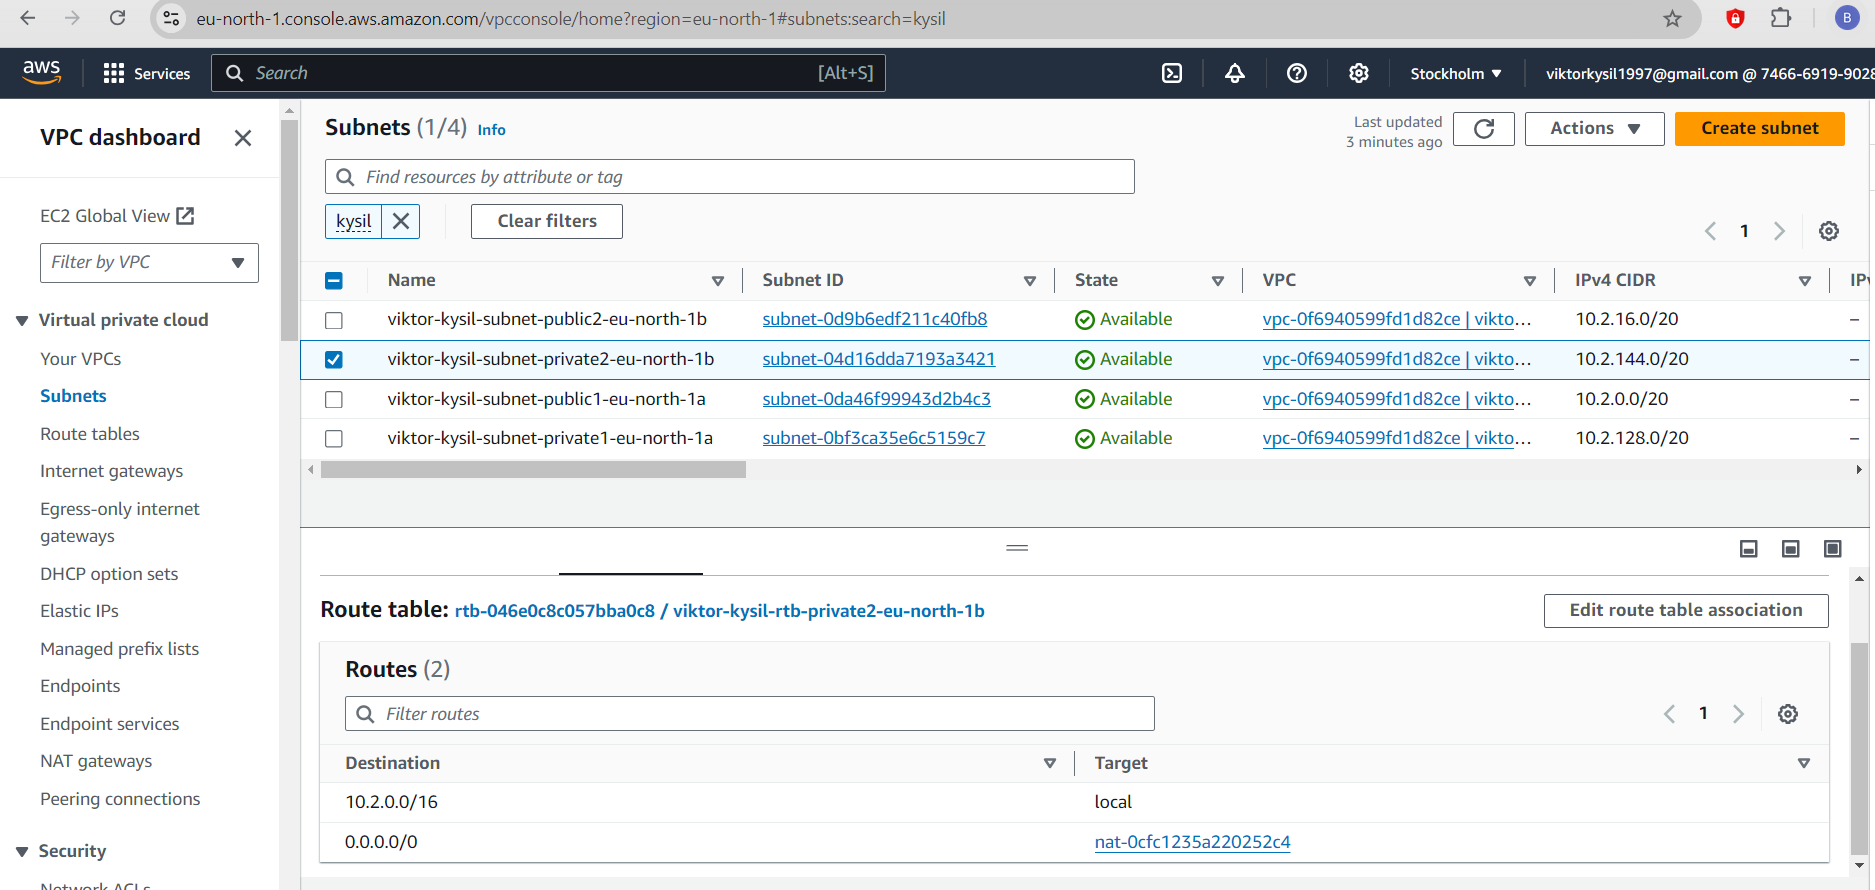 eu-north-1.console.aws.amazon.com/vpcconsole/home?region=eu-north-1#subnets:search=kysil
B
aws
Services
Search
[Alt+S]
Stockholm
viktorkysil1997@gmail.com @ 7466-6919-9028
VPC dashboard
EC2 Global View
Filter by VPC
Virtual private cloud
Your VPCs
Subnets
Route tables
Internet gateways
Egress-only internet
gateways
DHCP option sets
Elastic IPs
Managed prefix lists
Endpoints
Endpoint services
NAT gateways
Peering connections
Security
Network ACLs
Subnets (1/4) Info
Last updated
3 minutes ago
Actions
Create subnet
Find resources by attribute or tag
kysil
Clear filters
1
Name Subnet ID State VPC IPv4 CIDR IPv
viktor-kysil-subnet-public2-eu-north-1b subnet-0d9b6edf211c40fb8 Available vpc-0f6940599fd1d82ce | vikto... 10.2.16.0/20 –
viktor-kysil-subnet-private2-eu-north-1b subnet-04d16dda7193a3421 Available vpc-0f6940599fd1d82ce | vikto... 10.2.144.0/20 –
viktor-kysil-subnet-public1-eu-north-1a subnet-0da46f99943d2b4c3 Available vpc-0f6940599fd1d82ce | vikto... 10.2.0.0/20 –
viktor-kysil-subnet-private1-eu-north-1a subnet-0bf3ca35e6c5159c7 Available vpc-0f6940599fd1d82ce | vikto... 10.2.128.0/20 –
Route table: rtb-046e0c8c057bba0c8 / viktor-kysil-rtb-private2-eu-north-1b
Edit route table association
Routes (2)
Filter routes
1
Destination Target
10.2.0.0/16 local
0.0.0.0/0 nat-0cfc1235a220252c4